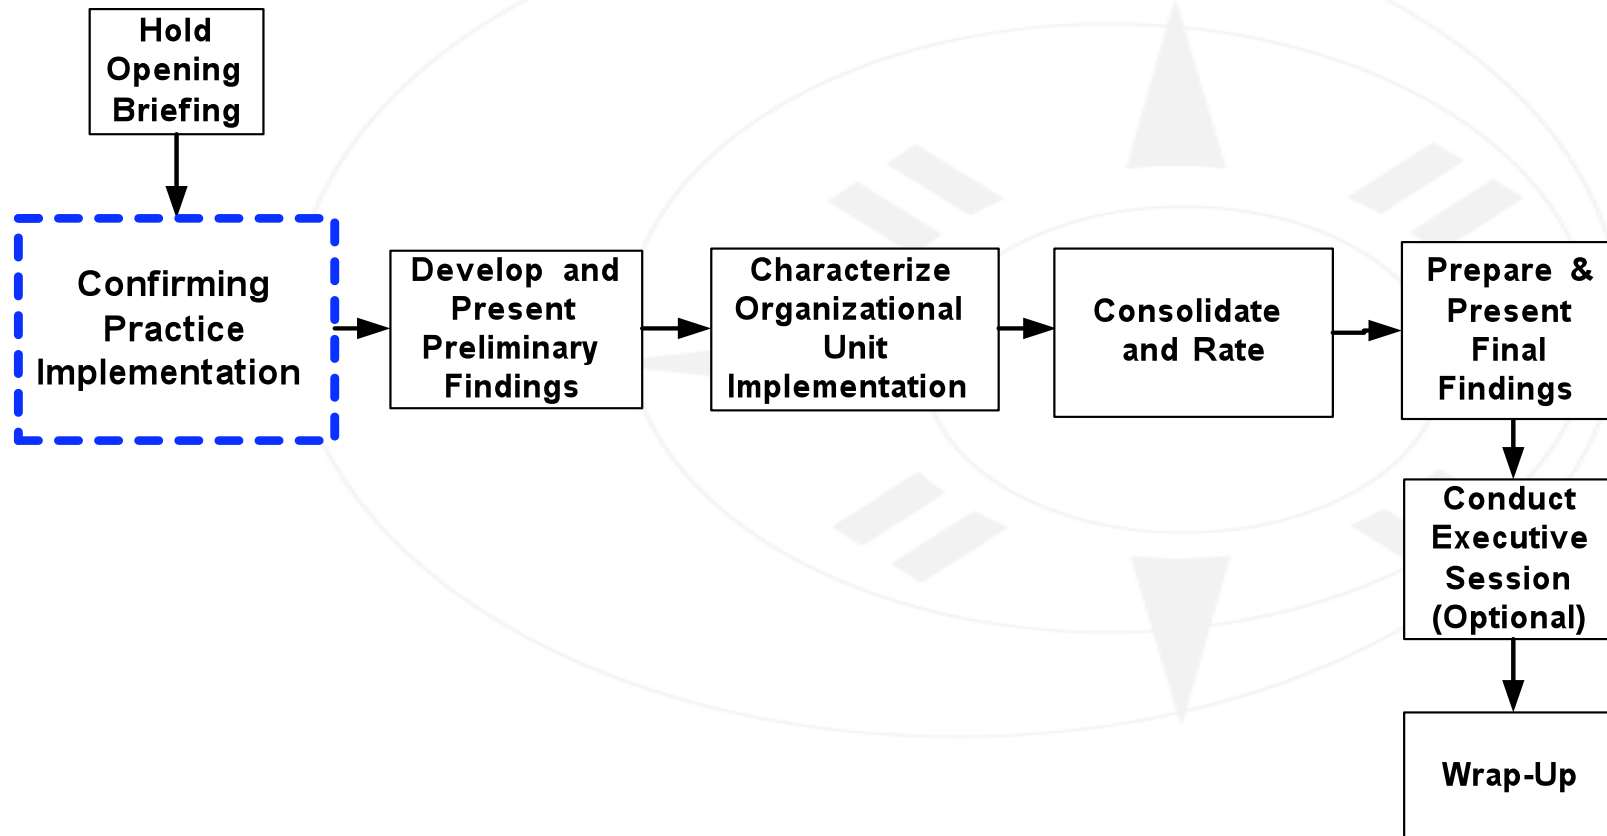 Hold
Opening
Briefing
Confirming
Practice
Implementation
Develop and
Present
Preliminary
Findings
Characterize
Organizational
Unit
Implementation
Consolidate
and Rate
Prepare &
Present
Final
Findings
Conduct
Executive
Session
(Optional)
Wrap-Up